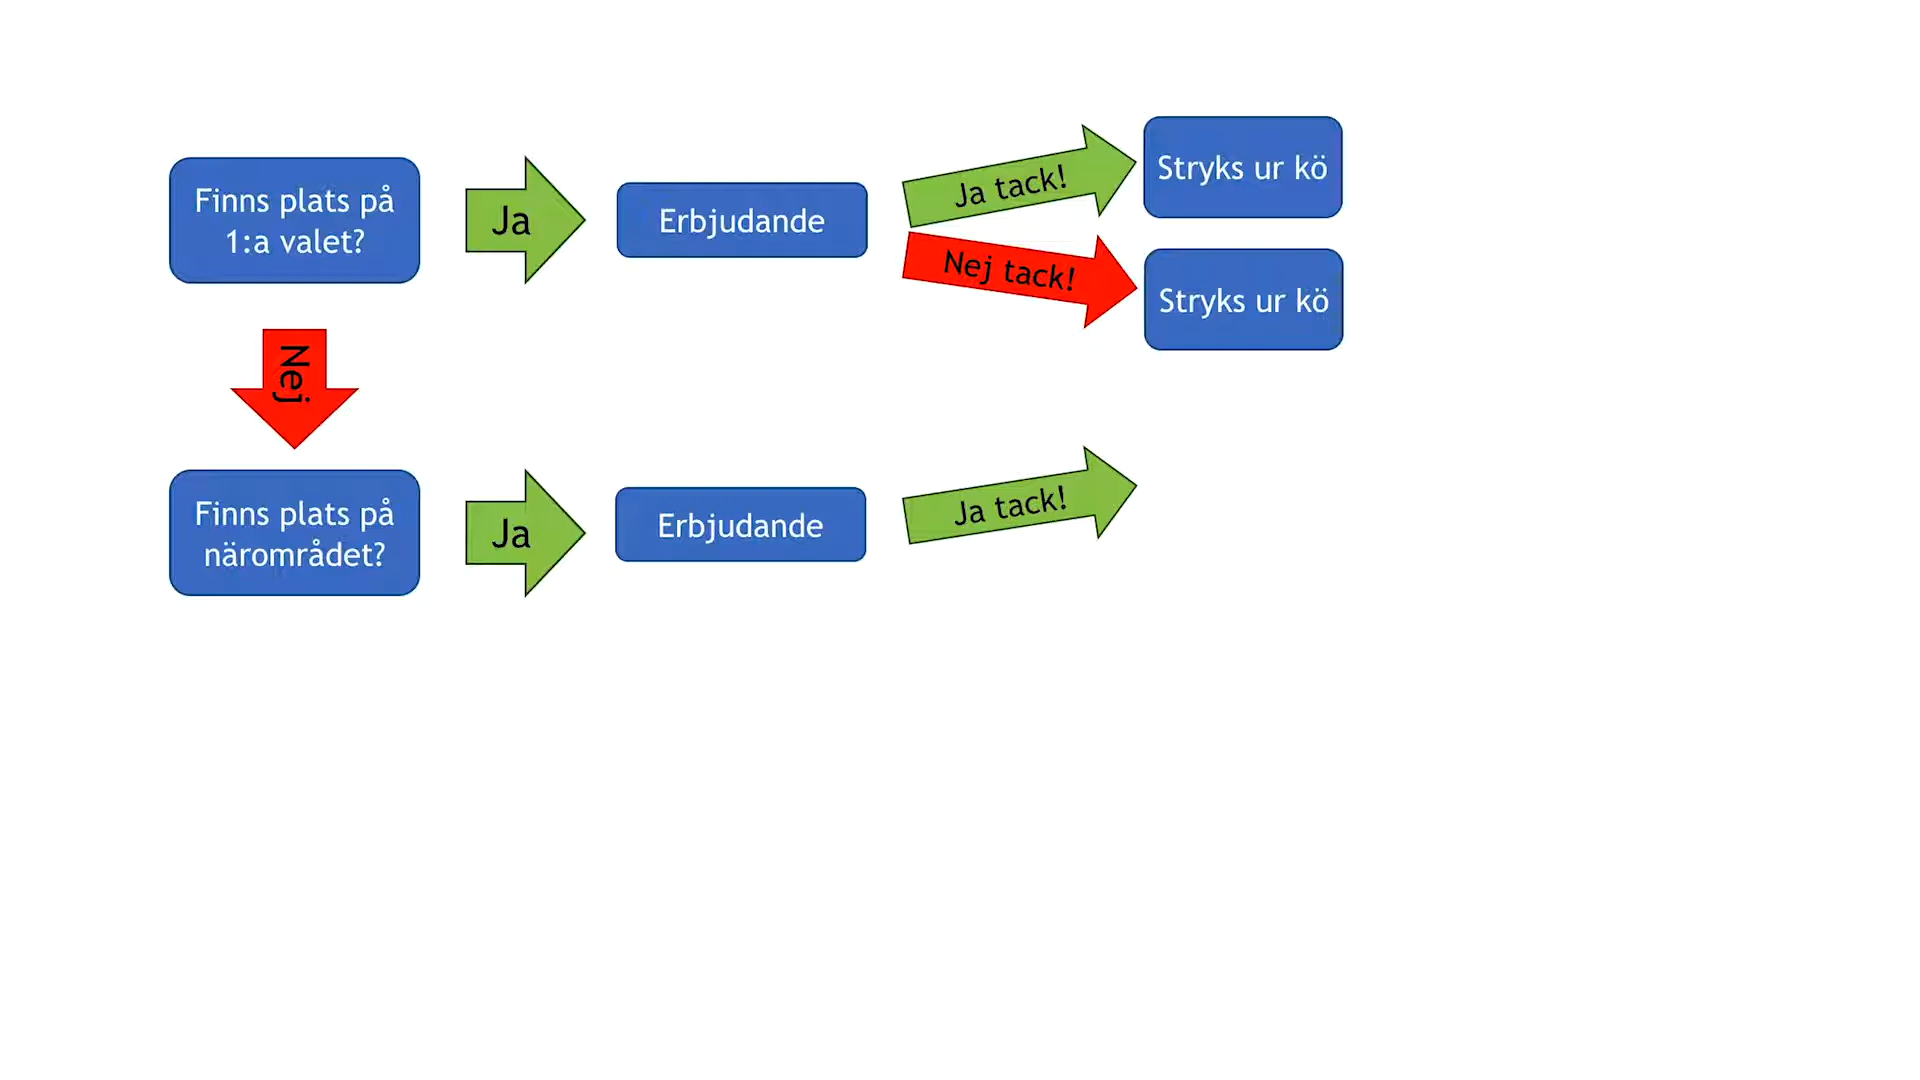 Finns plats på
1:a valet?
Ja
Erbjudande
Ja tack!
Stryks ur kö
Nej tack!
Stryks ur kö
Nej
Finns plats på
närområdet?
Ja
Erbjudande
Ja tack!